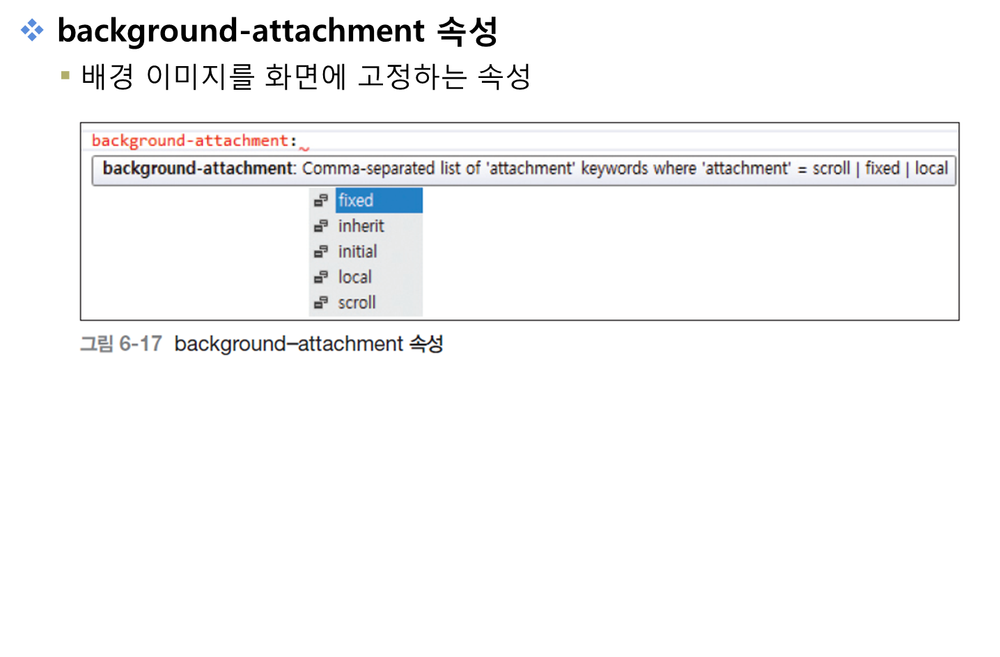 background-attachment 속성
배경 이미지를 화면에 고정하는 속성
background-attachment:
background-attachment: Comma-separated list of 'attachment' keywords where 'attachment' = scroll | fixed | local
fixed
inherit
initial
local
scroll
그림 6-17 background–attachment 속성